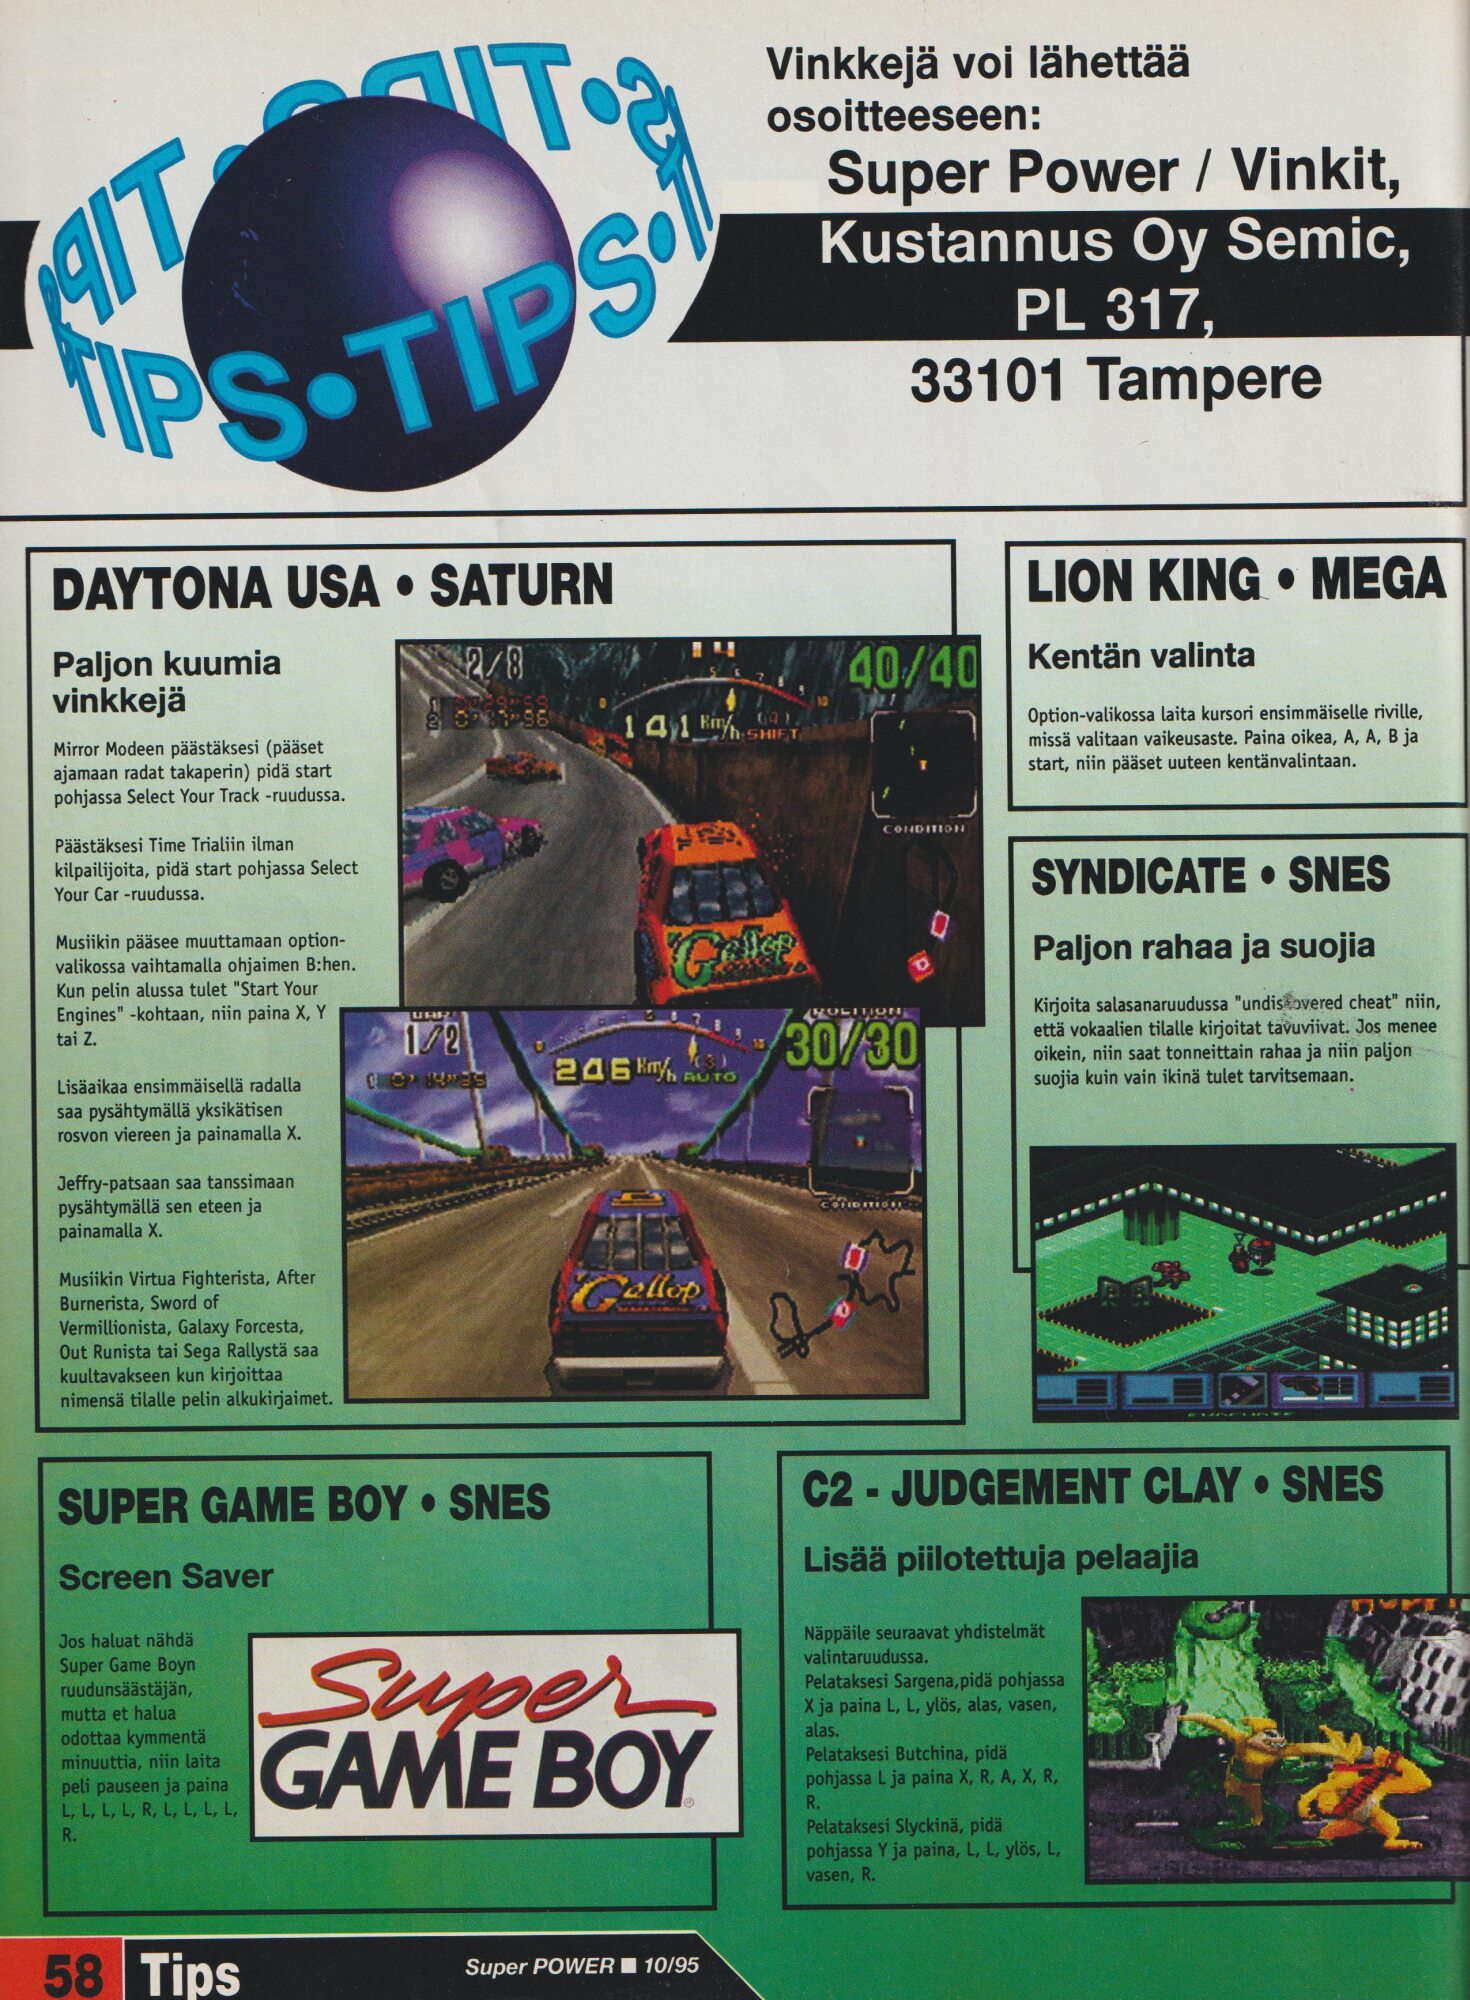 TIPS•TIPS•TIPS•TIPS•TIPS
Vinkkejä voi lähettää
osoitteeseen:
Super Power / Vinkit,
Kustannus Oy Semic,
PL 317,
33101 Tampere
DAYTONA USA • SATURN
Paljon kuumia
vinkkejä
Mirror Modeen päästäksesi (pääset
ajamaan radat takaperin) pidä start
pohjassa Select Your Track -ruudussa.
Päästäksesi Time Trialiin ilman
kilpailijoita, pidä start pohjassa Select
Your Car -ruudussa.
Musiikin pääsee muuttamaan option-
valikossa vaihtamalla ohjaimen B:hen.
Kun pelin alussa tulet "Start Your
Engines" -kohtaan, niin paina X, Y
tai Z.
Lisäaikaa ensimmäisellä radalla
saa pysähtymällä yksikätisen
rosvon viereen ja painamalla X.
Jeffry-patsaan saa tanssimaan
pysähtymällä sen eteen ja
painamalla X.
Musiikin Virtua Fighterista, After
Burnerista, Sword of
Vermillionista, Galaxy Forcesta,
Out Runista tai Sega Rallystä saa
kuultavakseen kun kirjoittaa
nimensä tilalle pelin alkukirjaimet.
2/8
14
40/40
141 Km/h (4)
SHIFT
CONDITION
1/2
POSITION
30/30
246 Km/h (3)
AUTO
CONDITION
Gallop
LION KING • MEGA
Kentän valinta
Option-valikossa laita kursori ensimmäiselle riville,
missä valitaan vaikeusaste. Paina oikea, A, A, B ja
start, niin pääset uuteen kentänvalintaan.
SYNDICATE • SNES
Paljon rahaa ja suojia
Kirjoita salasanaruudussa "undiscovered cheat" niin,
että vokaalien tilalle kirjoitat tavuviivat. Jos menee
oikein, niin saat tonneittain rahaa ja niin paljon
suojia kuin vain ikinä tulet tarvitsemaan.
SUPER GAME BOY • SNES
Screen Saver
Jos haluat nähdä
Super Game Boyn
ruudunsäästäjän,
mutta et halua
odottaa kymmentä
minuuttia, niin laita
peli pauseen ja paina
L, L, L, L, R, L, L, L, L,
R.
Super
GAME BOY
C2 - JUDGEMENT CLAY • SNES
Lisää piilotettuja pelaajia
Näppäile seuraavat yhdistelmät
valintaruudussa.
Pelataksesi Sargena,pidä pohjassa
X ja paina L, L, ylös, alas, vasen,
alas.
Pelataksesi Butchina, pidä
pohjassa L ja paina X, R, A, X, R,
R.
Pelataksesi Slyckinä, pidä
pohjassa Y ja paina, L, L, ylös, L,
vasen, R.
58 Tips
Super POWER ■ 10/95